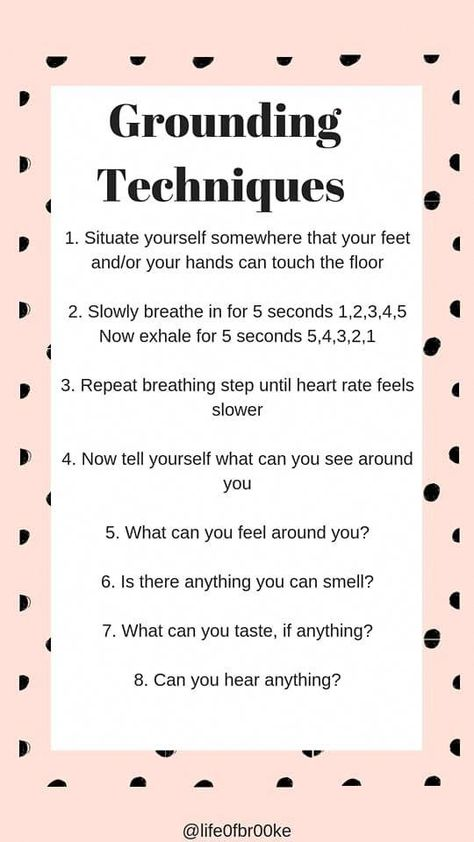 Grounding
Techniques
1. Situate yourself somewhere that your feet
and/or your hands can touch the floor
2. Slowly breathe in for 5 seconds 1,2,3,4,5
Now exhale for 5 seconds 5,4,3,2,1
3. Repeat breathing step until heart rate feels
slower
4. Now tell yourself what can you see around
you
5. What can you feel around you?
6. Is there anything you can smell?
7. What can you taste, if anything?
8. Can you hear anything?
@life0fbr00ke